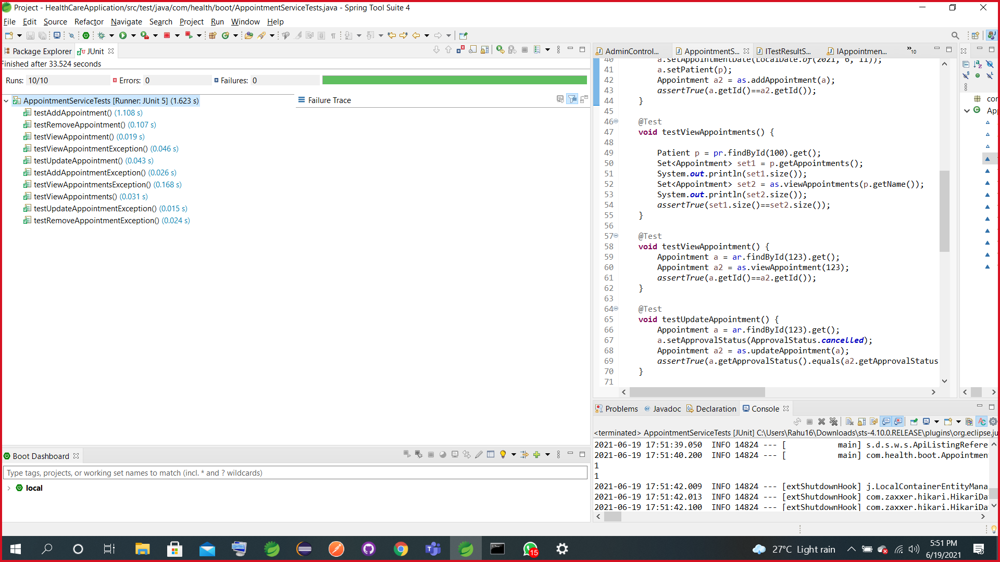 Project - HealthCareApplication/src/test/java/com/health/boot/AppointmentServiceTests.java - Spring Tool Suite 4
File Edit Source Refactor Navigate Search Project Run Window Help
Package Explorer JUnit
Finished after 33.524 seconds
Runs: 10/10 Errors: 0 Failures: 0
AppointmentServiceTests [Runner: JUnit 5] (1.623 s)
testAddAppointment() (1.108 s)
testRemoveAppointment() (0.107 s)
testViewAppointment() (0.019 s)
testViewAppointmentException() (0.046 s)
testUpdateAppointment() (0.043 s)
testAddAppointmentException() (0.026 s)
testViewAppointmentsException() (0.168 s)
testViewAppointments() (0.031 s)
testUpdateAppointmentException() (0.015 s)
testRemoveAppointmentException() (0.024 s)
Failure Trace
AdminControl... AppointmentS... ITestResultS... IAppointmen... »10
40 a.setAppointmentDate(LocalDate.of(2021, 6, 11));
41 a.setPatient(p);
42 Appointment a2 = as.addAppointment(a);
43 assertTrue(a.getId()==a2.getId());
44 }
45
46 @Test
47 void testViewAppointments() {
48
49 Patient p = pr.findById(100).get();
50 Set<Appointment> set1 = p.getAppointments();
51 System.out.println(set1.size());
52 Set<Appointment> set2 = as.viewAppointments(p.getName());
53 System.out.println(set2.size());
54 assertTrue(set1.size()==set2.size());
55 }
56
57 @Test
58 void testViewAppointment() {
59 Appointment a = ar.findById(123).get();
60 Appointment a2 = as.viewAppointment(123);
61 assertTrue(a.getId()==a2.getId());
62 }
63
64 @Test
65 void testUpdateAppointment() {
66 Appointment a = ar.findById(123).get();
67 a.setApprovalStatus(ApprovalStatus.cancelled);
68 Appointment a2 = as.updateAppointment(a);
69 assertTrue(a.getApprovalStatus().equals(a2.getApprovalStatus
70 }
71
cor
App
Problems @ Javadoc Declaration Console
<terminated> AppointmentServiceTests [JUnit] C:\Users\Rahu16\Downloads\sts-4.10.0.RELEASE\plugins\org.eclipse.ju
2021-06-19 17:51:39.050 INFO 14824 --- [ main] s.d.s.w.s.ApiListingRefere
2021-06-19 17:51:40.200 INFO 14824 --- [ main] com.health.boot.Appointmen
1
1
2021-06-19 17:51:42.009 INFO 14824 --- [extShutdownHook] j.LocalContainerEntityMana
2021-06-19 17:51:42.013 INFO 14824 --- [extShutdownHook] com.zaxxer.hikari.HikariDa
2021-06-19 17:51:42.100 INFO 14824 --- [extShutdownHook] com.zaxxer.hikari.HikariDa
Boot Dashboard
Type tags, projects, or working set names to match (incl. * and ? wildcards)
local
15
27°C Light rain
5:51 PM
6/19/2021